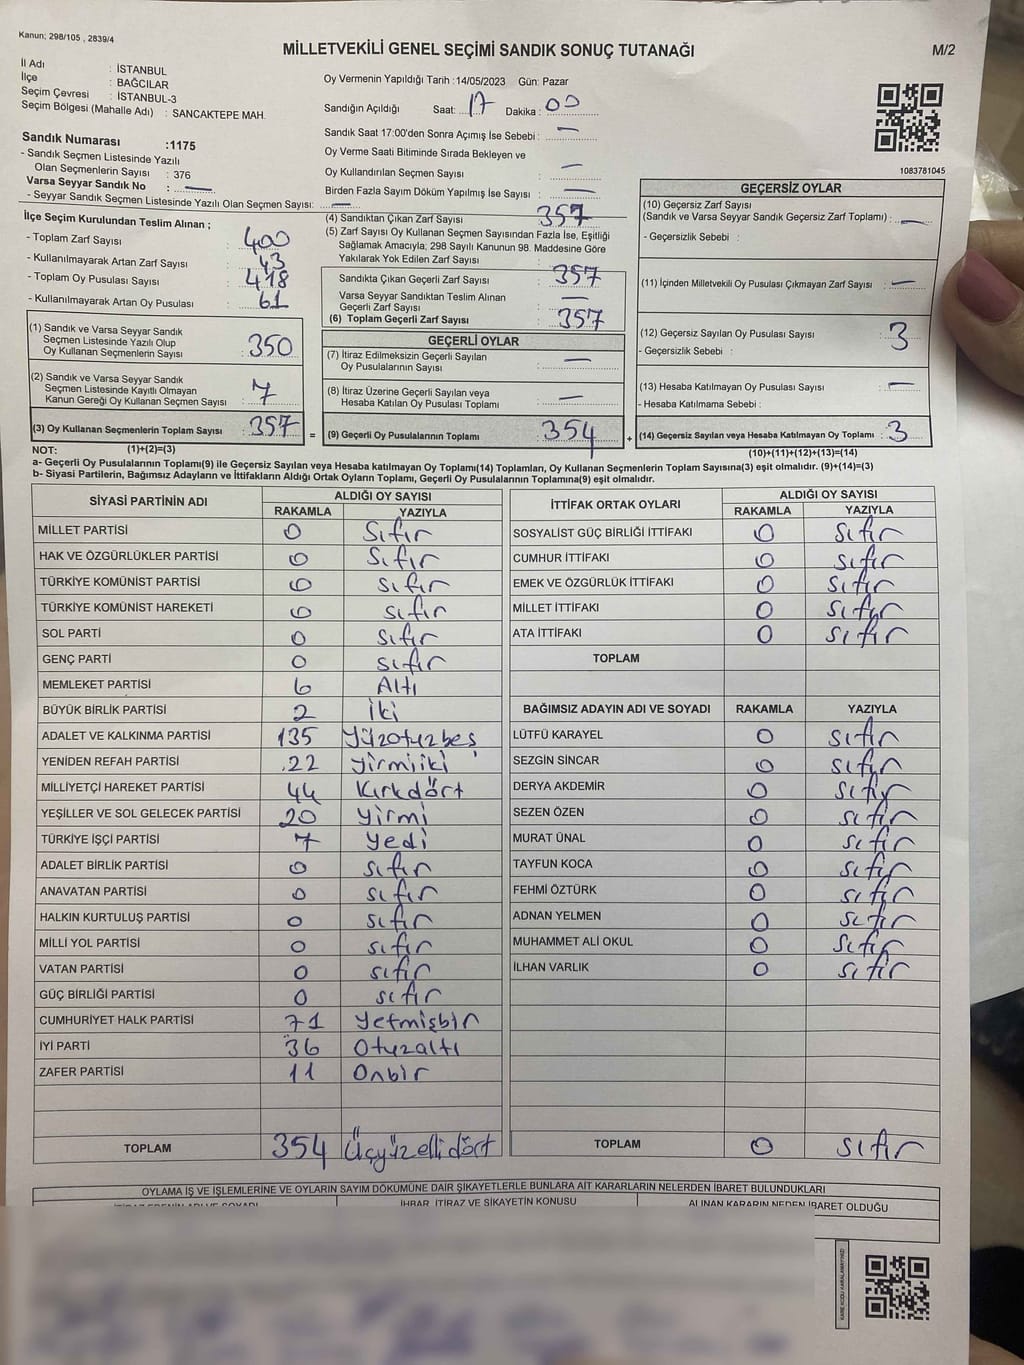 Kanun; 298/105 , 2839/4
MİLLETVEKİLİ GENEL SEÇİMİ SANDIK SONUÇ TUTANAĞI
M/2
İl Adı : İSTANBUL
İlçe : BAĞCILAR
Seçim Çevresi : İSTANBUL-3
Seçim Bölgesi (Mahalle Adı) : SANCAKTEPE MAH.
Sandık Numarası :1175
- Sandık Seçmen Listesinde Yazılı
Olan Seçmenlerin Sayısı : 376
Varsa Seyyar Sandık No : —
- Seyyar Sandık Seçmen Listesinde Yazılı Olan Seçmen Sayısı: —
Oy Vermenin Yapıldığı Tarih :14/05/2023 Gün: Pazar
Sandığın Açıldığı Saat: 17 Dakika : 00
Sandık Saat 17:00'den Sonra Açımış İse Sebebi : —
Oy Verme Saati Bitiminde Sırada Bekleyen ve
Oy Kullandırılan Seçmen Sayısı : —
Birden Fazla Sayım Döküm Yapılmış İse Sayısı : —
1083781045
İlçe Seçim Kurulundan Teslim Alınan ;
- Toplam Zarf Sayısı : 400
- Kullanılmayarak Artan Zarf Sayısı : 43
- Toplam Oy Pusulası Sayısı : 418
- Kullanılmayarak Artan Oy Pusulası : 61
(1) Sandık ve Varsa Seyyar Sandık
Seçmen Listesinde Yazılı Olup
Oy Kullanan Seçmenlerin Sayısı : 350
(2) Sandık ve Varsa Seyyar Sandık
Seçmen Listesinde Kayıtlı Olmayan
Kanun Gereği Oy Kullanan Seçmen Sayısı : 7
(3) Oy Kullanan Seçmenlerin Toplam Sayısı : 357
(1)+(2)=(3)
(4) Sandıktan Çıkan Zarf Sayısı : 357
(5) Zarf Sayısı Oy Kullanan Seçmen Sayısından Fazla İse, Eşitliği
Sağlamak Amacıyla; 298 Sayılı Kanunun 98. Maddesine Göre
Yakılarak Yok Edilen Zarf Sayısı :
Sandıkta Çıkan Geçerli Zarf Sayısı : 357
Varsa Seyyar Sandıktan Teslim Alınan
Geçerli Zarf Sayısı : —
(6) Toplam Geçerli Zarf Sayısı : 357
GEÇERLİ OYLAR
(7) İtiraz Edilmeksizin Geçerli Sayılan
Oy Pusulalarının Sayısı : —
(8) İtiraz Üzerine Geçerli Sayılan veya
Hesaba Katılan Oy Pusulası Toplamı : —
= (9) Geçerli Oy Pusulalarının Toplamı : 354
GEÇERSİZ OYLAR
(10) Geçersiz Zarf Sayısı
(Sandık ve Varsa Seyyar Sandık Geçersiz Zarf Toplamı) : —
- Geçersizlik Sebebi :
(11) İçinden Milletvekili Oy Pusulası Çıkmayan Zarf Sayısı : —
(12) Geçersiz Sayılan Oy Pusulası Sayısı : 3
- Geçersizlik Sebebi :
(13) Hesaba Katılmayan Oy Pusulası Sayısı : —
- Hesaba Katılmama Sebebi :
+ (14) Geçersiz Sayılan veya Hesaba Katılmayan Oy Toplamı : 3
(10)+(11)+(12)+(13)=(14)
NOT:
a- Geçerli Oy Pusulalarının Toplamı(9) ile Geçersiz Sayılan veya Hesaba katılmayan Oy Toplamı(14) Toplamları, Oy Kullanan Seçmenlerin Toplam Sayısına(3) eşit olmalıdır. (9)+(14)=(3)
b- Siyasi Partilerin, Bağımsız Adayların ve İttifakların Aldığı Ortak Oyların Toplamı, Geçerli Oy Pusulalarının Toplamına(9) eşit olmalıdır.
SİYASİ PARTİNİN ADI
ALDIĞI OY SAYISI
RAKAMLA YAZIYLA
MİLLET PARTİSİ 0 Sıfır
HAK VE ÖZGÜRLÜKLER PARTİSİ 0 Sıfır
TÜRKİYE KOMÜNİST PARTİSİ 0 sıfır
TÜRKİYE KOMÜNİST HAREKETİ 0 sıfır
SOL PARTİ 0 sıfır
GENÇ PARTİ 0 sıfır
MEMLEKET PARTİSİ 6 Altı
BÜYÜK BİRLİK PARTİSİ 2 İki
ADALET VE KALKINMA PARTİSİ 135 Yüzotuzbeş
YENİDEN REFAH PARTİSİ 22 Yirmiiki
MİLLİYETÇİ HAREKET PARTİSİ 44 Kırkdört
YEŞİLLER VE SOL GELECEK PARTİSİ 20 Yirmi
TÜRKİYE İŞÇİ PARTİSİ 7 Yedi
ADALET BİRLİK PARTİSİ 0 sıfır
ANAVATAN PARTİSİ 0 sıfır
HALKIN KURTULUŞ PARTİSİ 0 sıfır
MİLLİ YOL PARTİSİ 0 sıfır
VATAN PARTİSİ 0 sıfır
GÜÇ BİRLİĞİ PARTİSİ 0 sıfır
CUMHURİYET HALK PARTİSİ 71 Yetmişbir
İYİ PARTİ 36 Otuzaltı
ZAFER PARTİSİ 11 Onbir
TOPLAM 354 Üçyüzellidört
İTTİFAK ORTAK OYLARI
ALDIĞI OY SAYISI
RAKAMLA YAZIYLA
SOSYALİST GÜÇ BİRLİĞİ İTTİFAKI 0 sıfır
CUMHUR İTTİFAKI 0 sıfır
EMEK VE ÖZGÜRLÜK İTTİFAKI 0 sıfır
MİLLET İTTİFAKI 0 sıfır
ATA İTTİFAKI 0 sıfır
TOPLAM
BAĞIMSIZ ADAYIN ADI VE SOYADI RAKAMLA YAZIYLA
LÜTFÜ KARAYEL 0 sıfır
SEZGİN SİNCAR 0 sıfır
DERYA AKDEMİR 0 sıfır
SEZEN ÖZEN 0 sıfır
MURAT ÜNAL 0 sıfır
TAYFUN KOCA 0 sıfır
FEHMİ ÖZTÜRK 0 sıfır
ADNAN YELMEN 0 sıfır
MUHAMMET ALİ OKUL 0 sıfır
İLHAN VARLIK 0 sıfır
TOPLAM 0 sıfır
OYLAMA İŞ VE İŞLEMLERİNE VE OYLARIN SAYIM DÖKÜMÜNE DAİR ŞİKAYETLERLE BUNLARA AİT KARARLARIN NELERDEN İBARET BULUNDUKLARI
İHBAR, İTİRAZ VE ŞİKAYETİN KONUSU
ALINAN KARARIN NEDEN İBARET OLDUĞU
KARE KODU KARALAMAYINIZ!